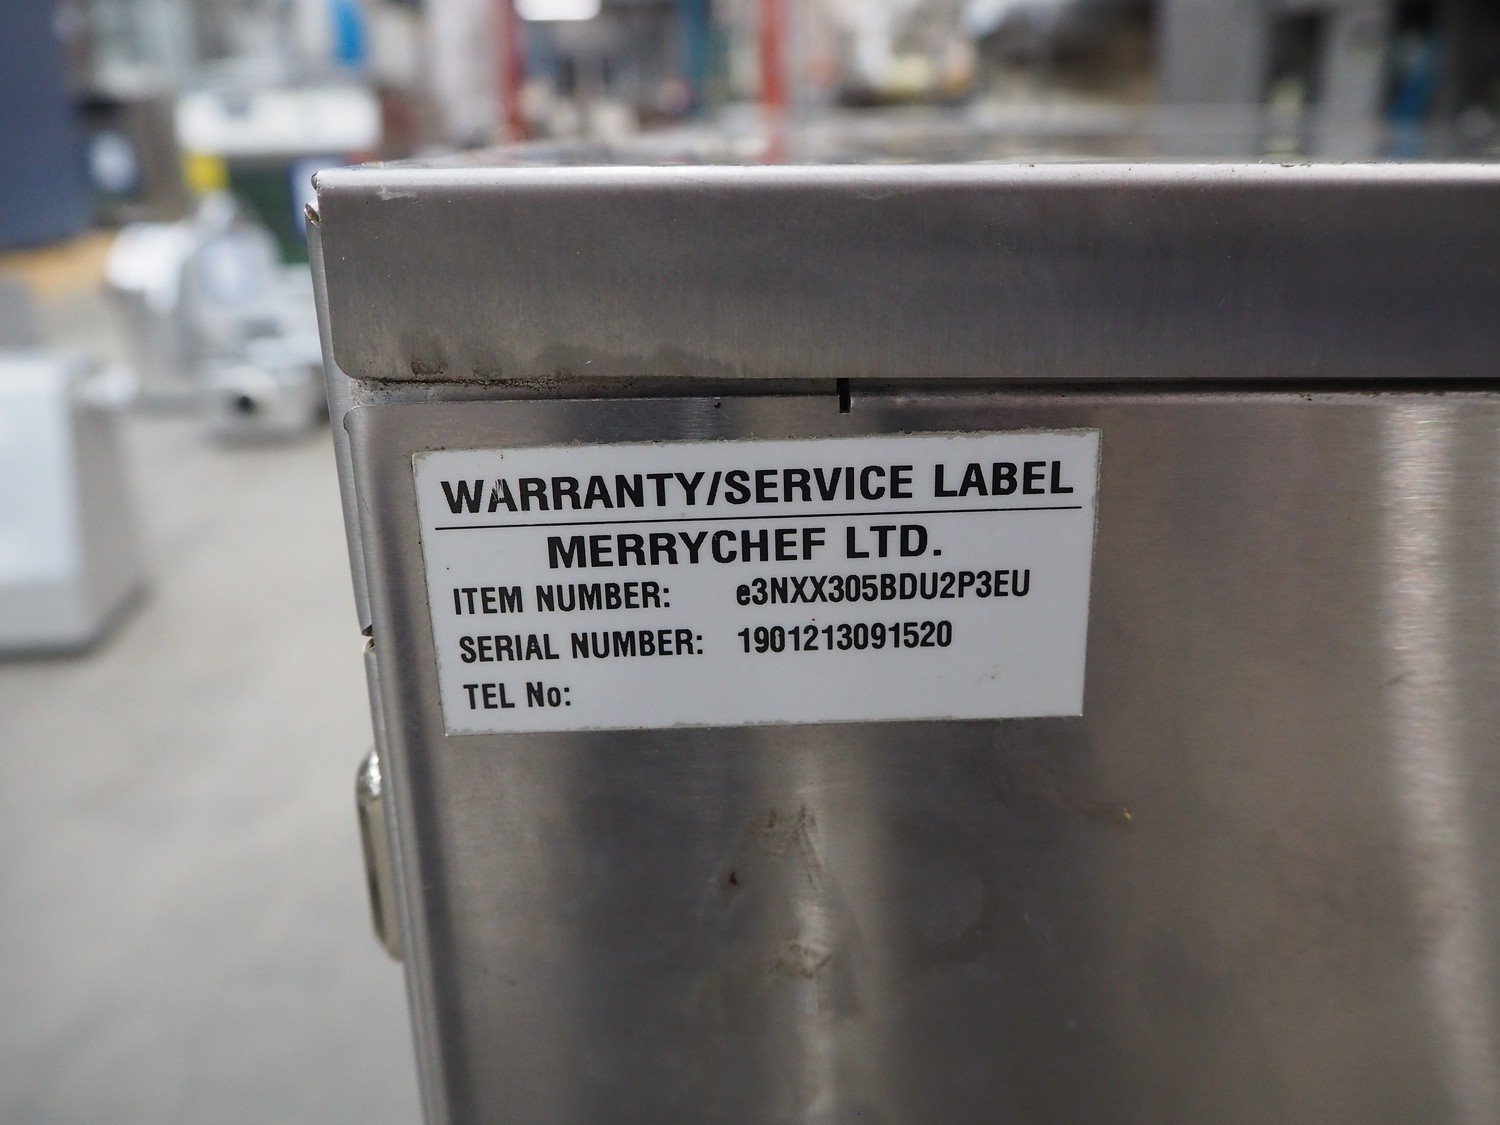 WARRANTY/SERVICE LABEL
MERRYCHEF LTD.
ITEM NUMBER: e3NXX305BDU2P3EU
SERIAL NUMBER: 1901213091520
TEL No: